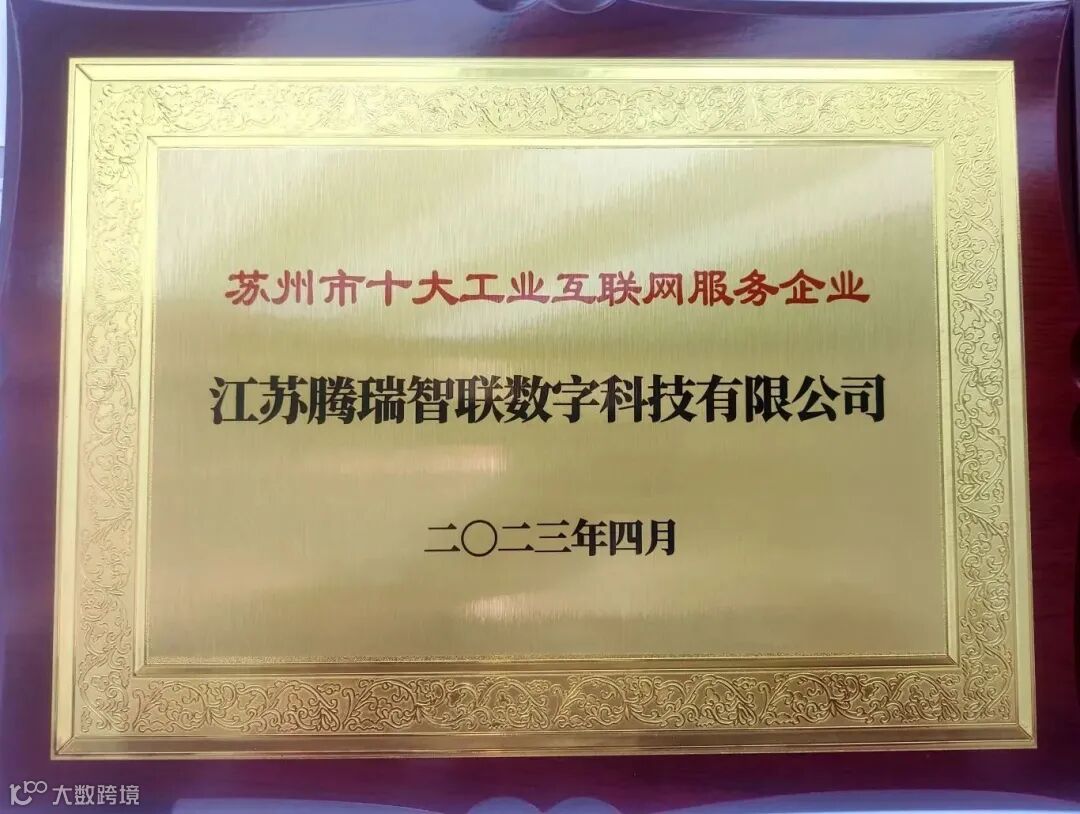 苏州市十大工业互联网服务企业
江苏腾瑞智联数字科技有限公司
二〇二三年四月
大数跨境